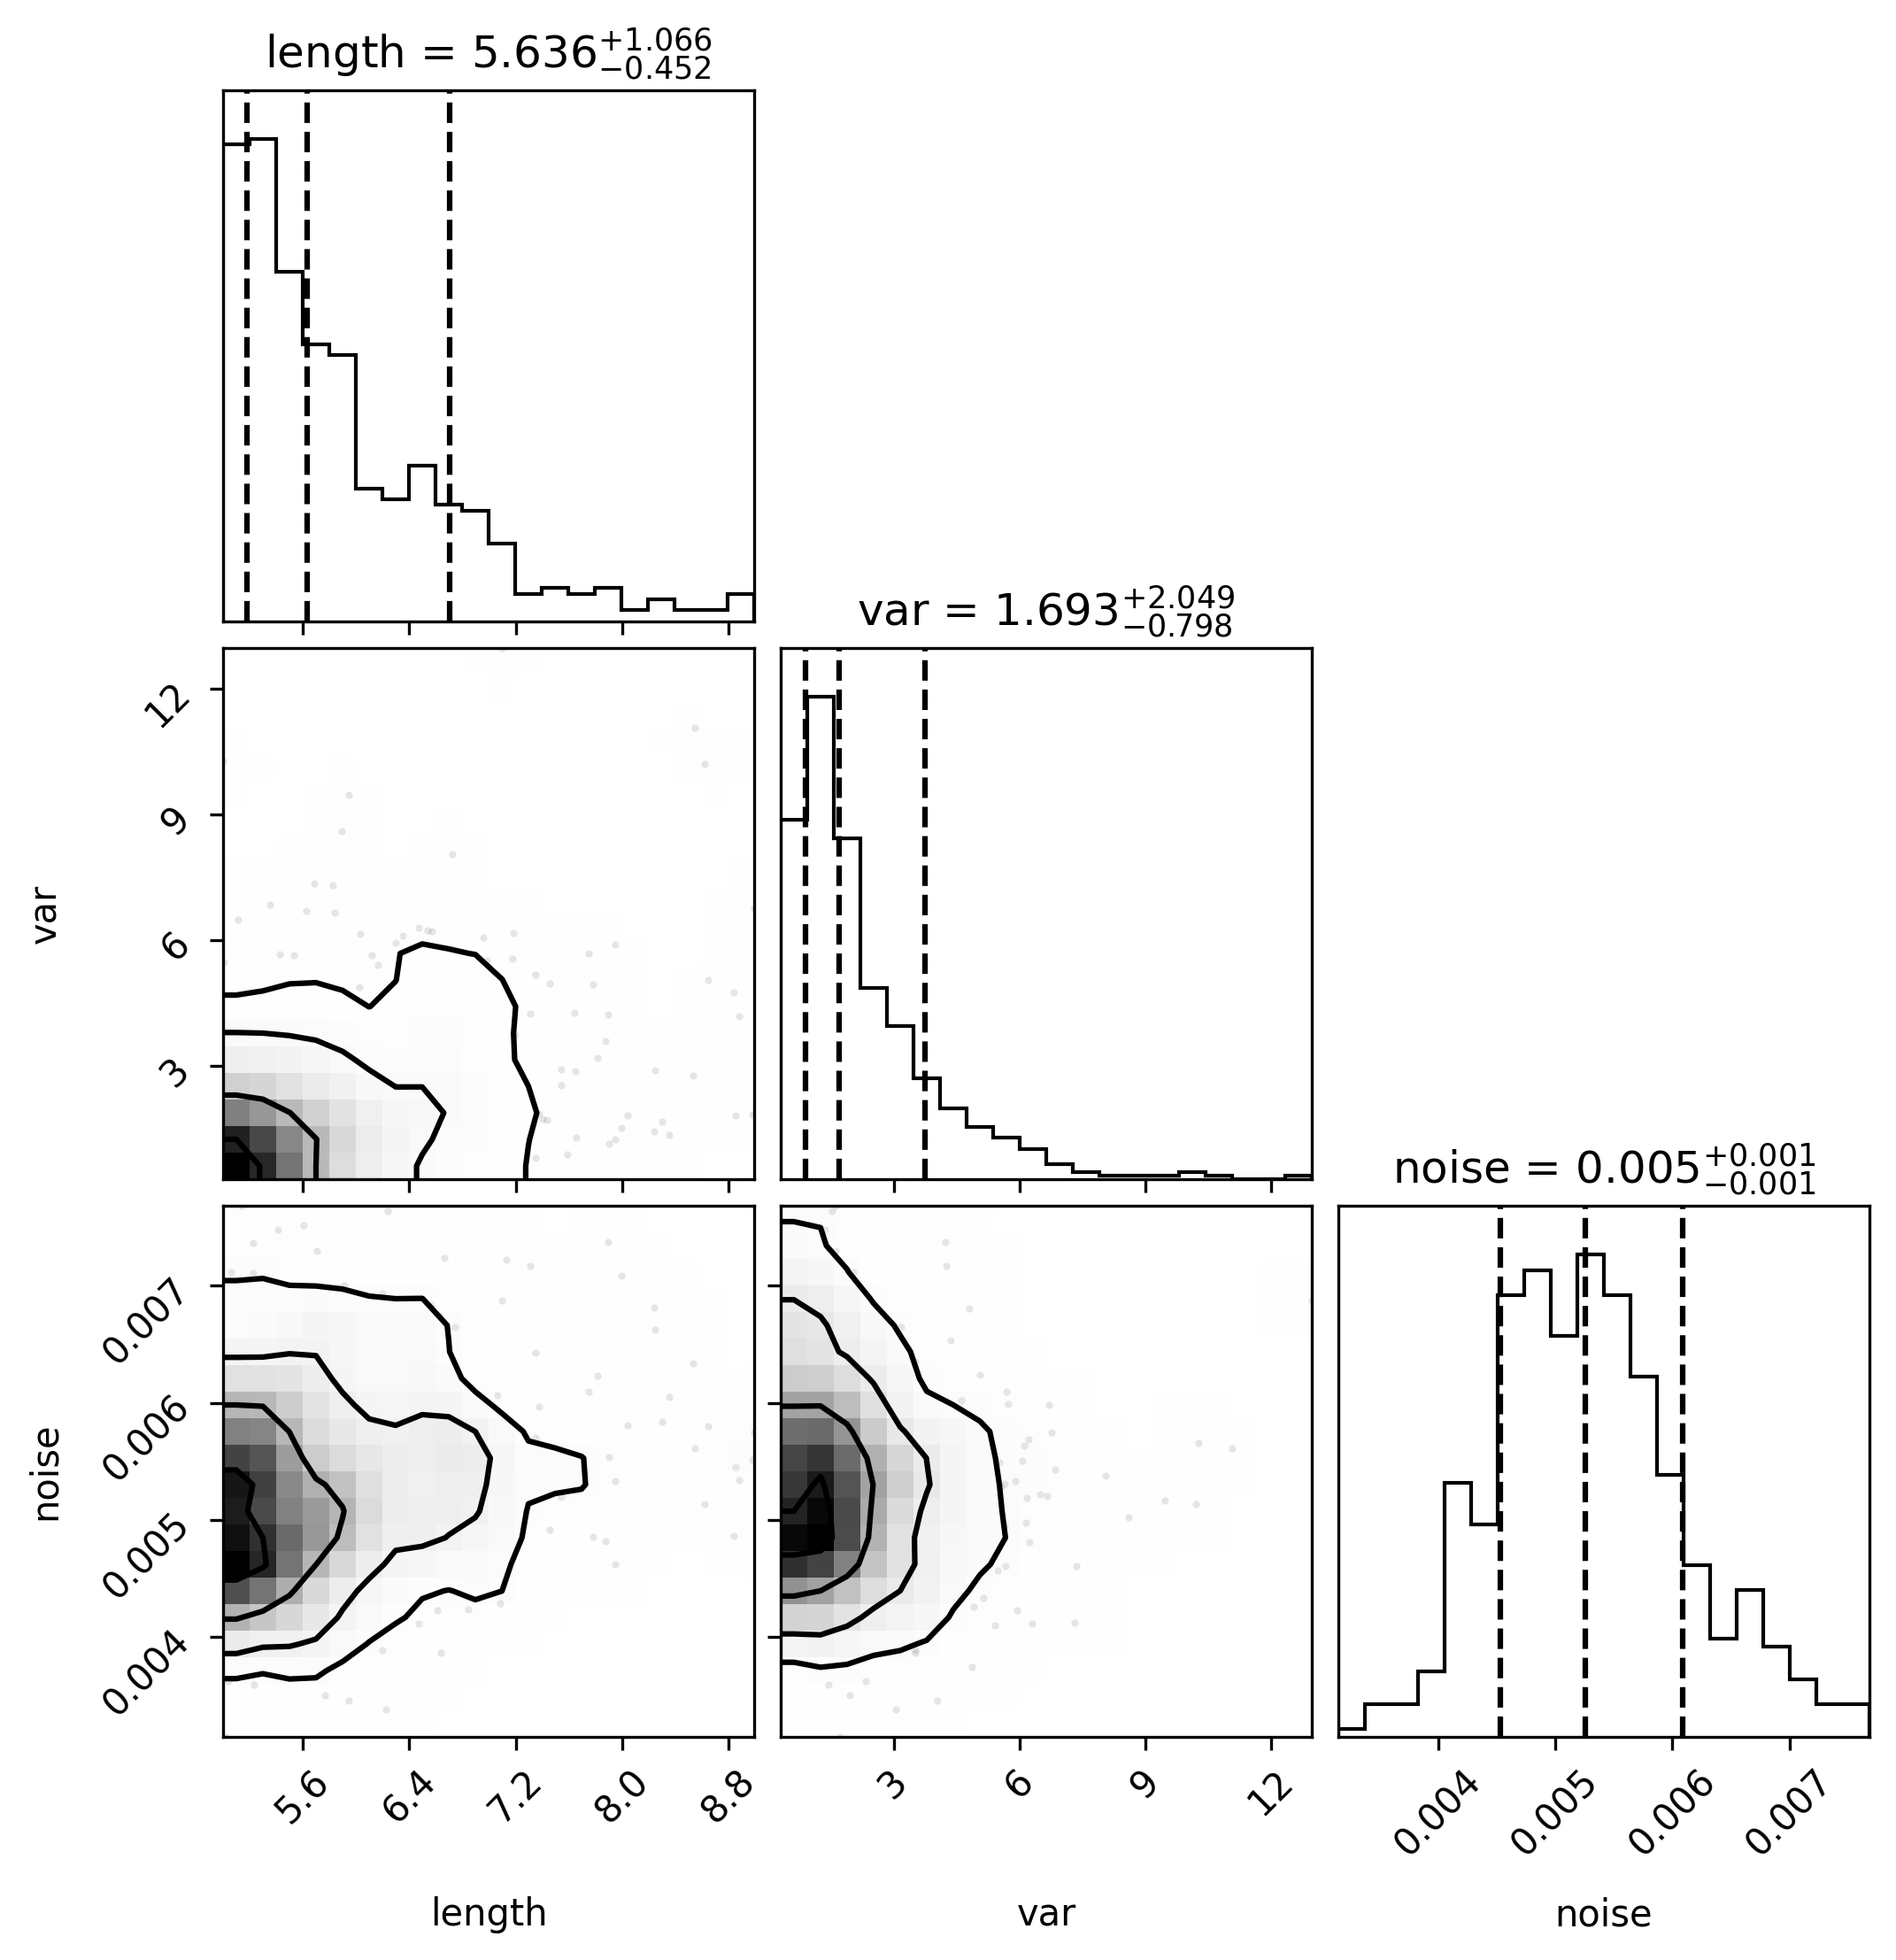 length = 5.636 +1.066 −0.452
var = 1.693 +2.049 −0.798
12
9
6
3
var
noise = 0.005 +0.001 −0.001
0.007
0.006
0.005
0.004
noise
5.6 6.4 7.2 8.0 8.8
3 6 9 12
0.004 0.005 0.006 0.007
length
var
noise